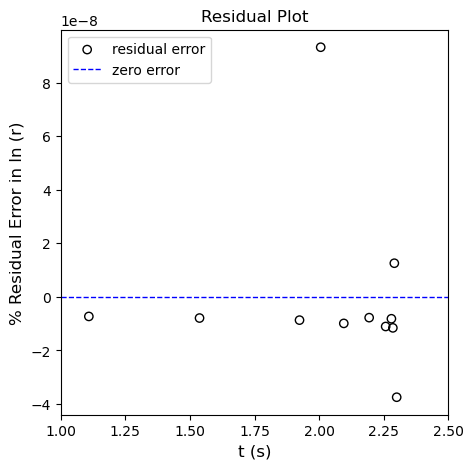 Residual Plot
1e−8
residual error
zero error
8
6
4
2
0
−2
−4
% Residual Error in ln (r)
1.00 1.25 1.50 1.75 2.00 2.25 2.50
t (s)